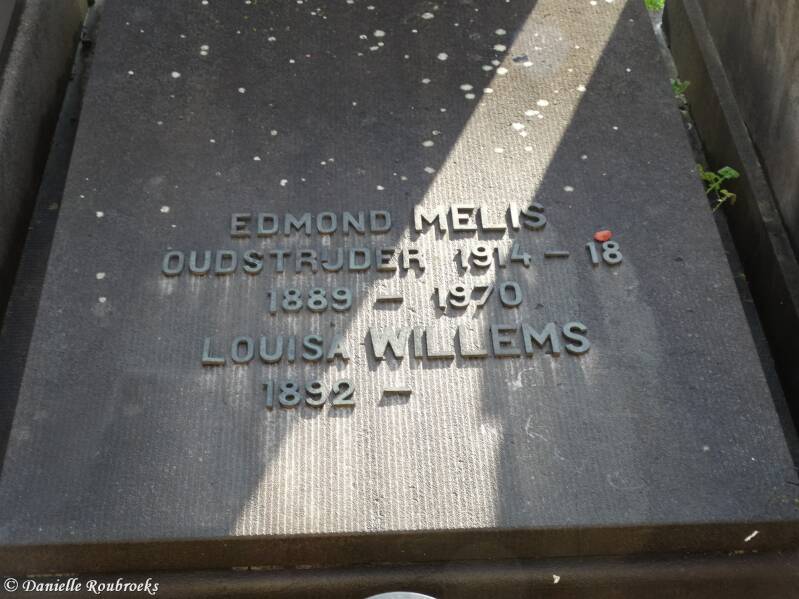 EDMOND MELIS
OUDSTRIJDER 1914 – 18
1889 – 1970
LOUISA WILLEMS
1892 –
© Danielle Roubroeks